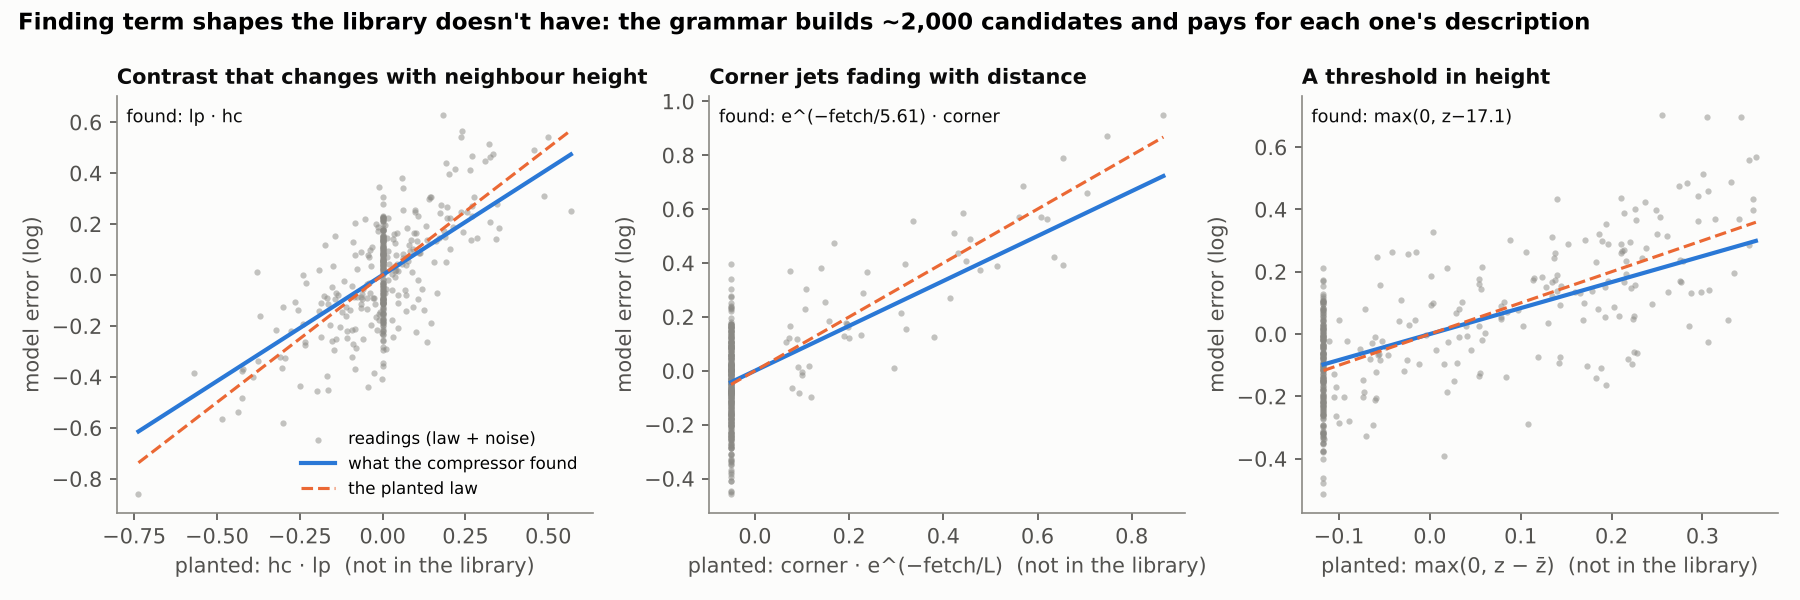 Finding term shapes the library doesn't have: the grammar builds ~2,000 candidates and pays for each one's description
Contrast that changes with neighbour height
found: lp · hc
model error (log)
0.6
0.4
0.2
0.0
−0.2
−0.4
−0.6
−0.8
readings (law + noise)
what the compressor found
the planted law
−0.75 −0.50 −0.25 0.00 0.25 0.50
planted: hc · lp (not in the library)
Corner jets fading with distance
found: e^(−fetch/5.61) · corner
model error (log)
1.0
0.8
0.6
0.4
0.2
0.0
−0.2
−0.4
0.0 0.2 0.4 0.6 0.8
planted: corner · e^(−fetch/L) (not in the library)
A threshold in height
found: max(0, z−17.1)
model error (log)
0.6
0.4
0.2
0.0
−0.2
−0.4
−0.1 0.0 0.1 0.2 0.3
planted: max(0, z − z̄) (not in the library)